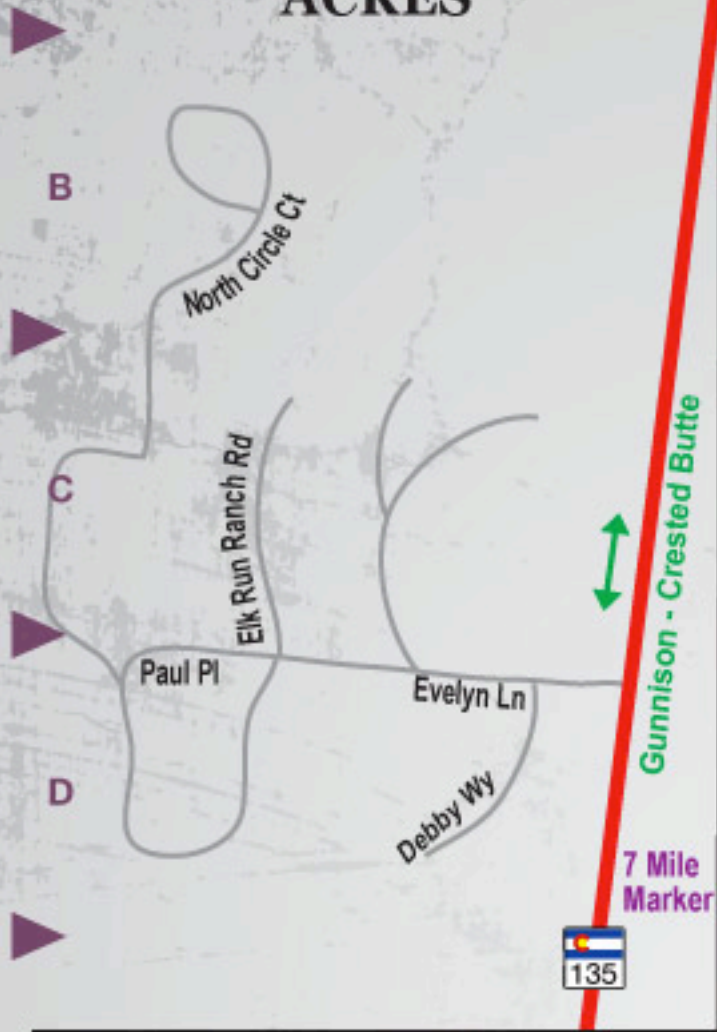 ACRES
B
North Circle Ct
C
Elk Run Ranch Rd
Gunnison - Crested Butte
Paul Pl
Evelyn Ln
D
Debby Wy
7 Mile
Marker
135